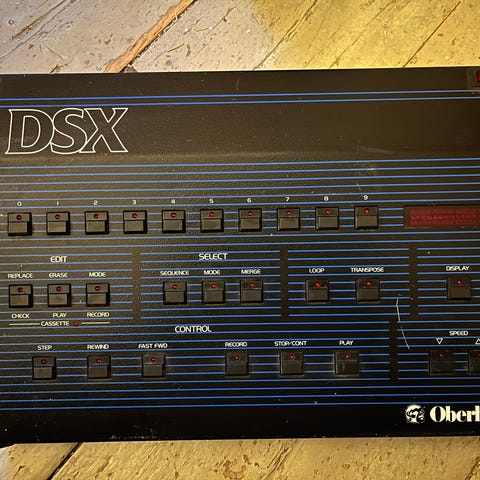 DSX
0 1 2 3 4 5 6 7 8 9
EDIT SELECT
REPLACE ERASE MODE SEQUENCE MODE MERGE LOOP TRANSPOSE DISPLAY
CHECK PLAY RECORD
CASSETTE
CONTROL SPEED
STEP REWIND FAST FWD RECORD STOP/CONT PLAY
Oberh